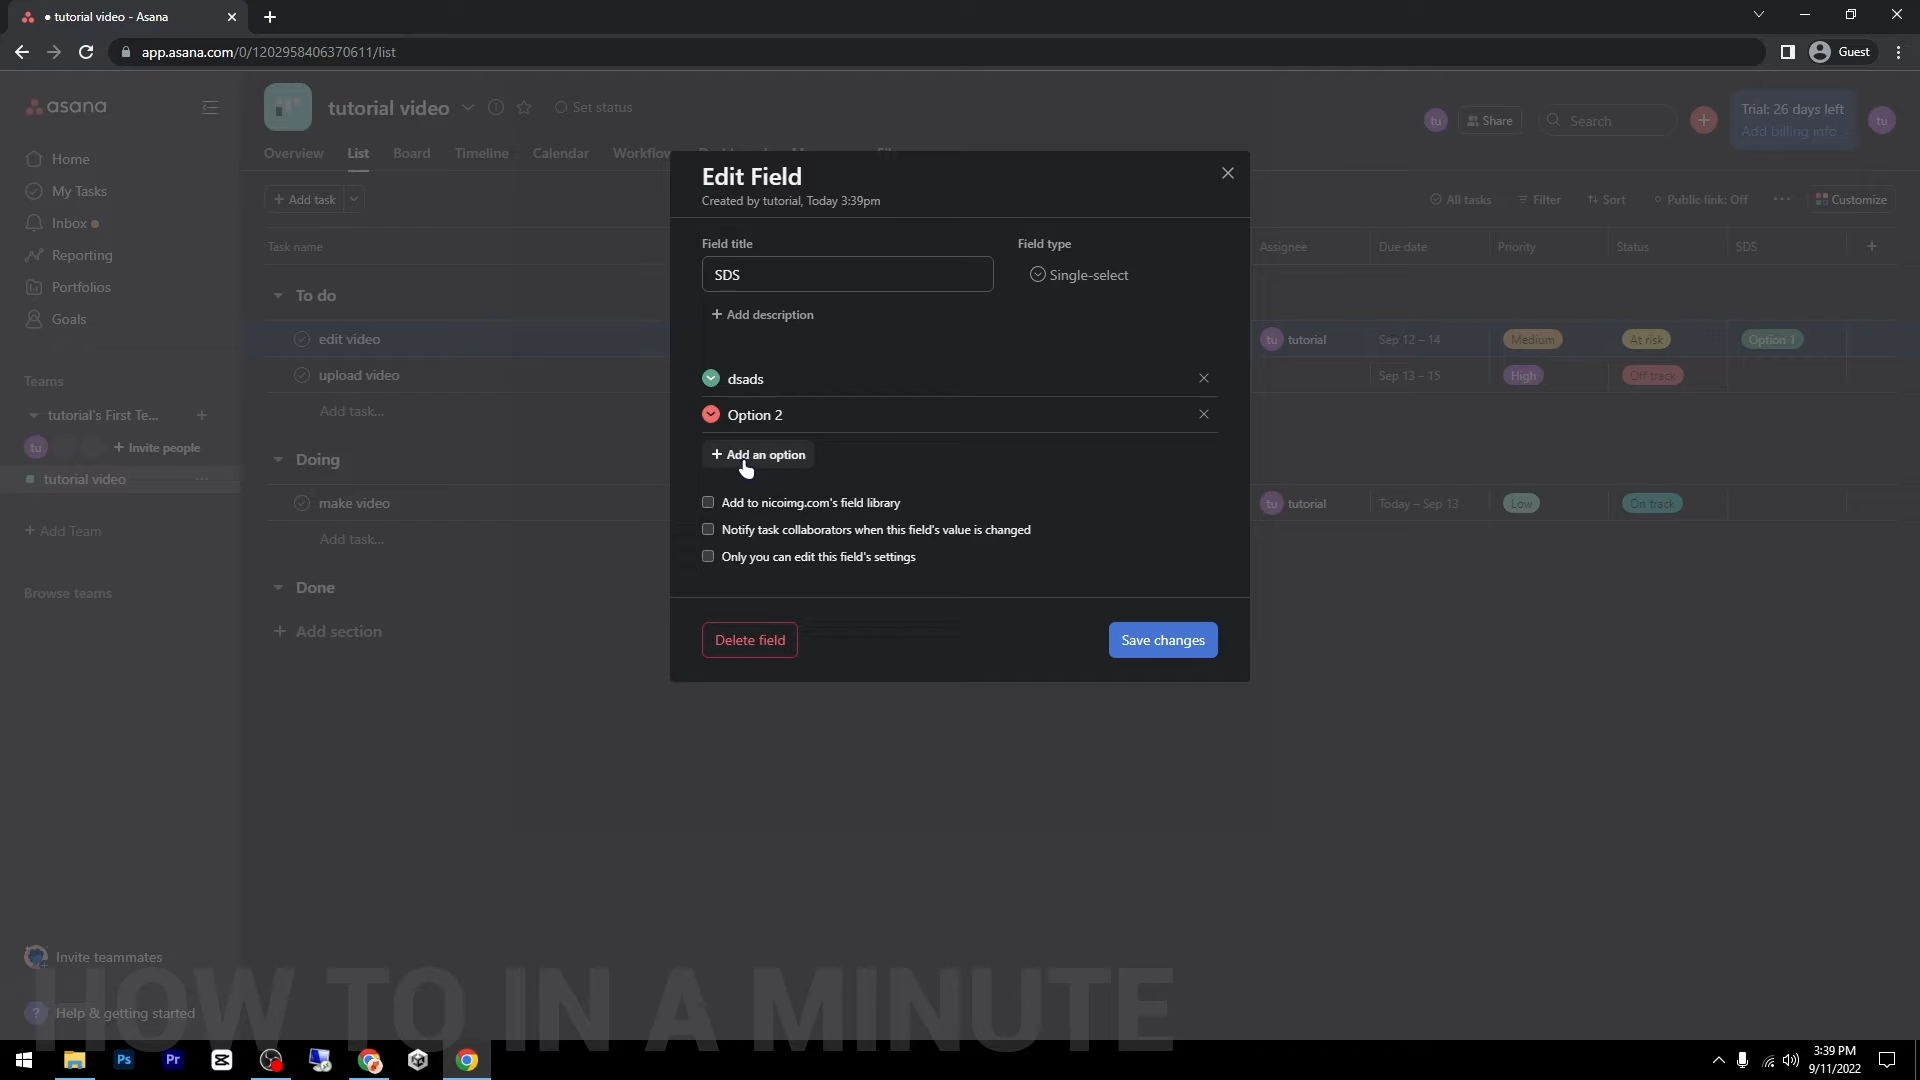 tutorial video - Asana
app.asana.com/0/1202958406370611/list
Guest
asana
tutorial video
Set status
tu
Share
Search
Trial: 26 days left
Add billing info
tu
Overview
List
Board
Timeline
Calendar
Workflow
Home
My Tasks
Inbox
Reporting
Portfolios
Goals
Teams
tutorial's First Te...
tu
+ Invite people
tutorial video
+ Add Team
Browse teams
Invite teammates
? Help & getting started
+ Add task
All tasks
Filter
Sort
Public link: Off
Customize
Task name
Assignee
Due date
Priority
Status
SDS
To do
edit video
tu tutorial
Sep 12 – 14
Medium
At risk
Option 1
upload video
Sep 13 – 15
High
Off track
Add task...
Doing
make video
tu tutorial
Today – Sep 13
Low
On track
Add task...
Done
+ Add section
Edit Field
Created by tutorial, Today 3:39pm
Field title
Field type
SDS
Single-select
+ Add description
dsads
Option 2
+ Add an option
Add to nicoimg.com's field library
Notify task collaborators when this field's value is changed
Only you can edit this field's settings
Delete field
Save changes
HOW TO IN A MINUTE
Ps
Pr
3:39 PM
9/11/2022